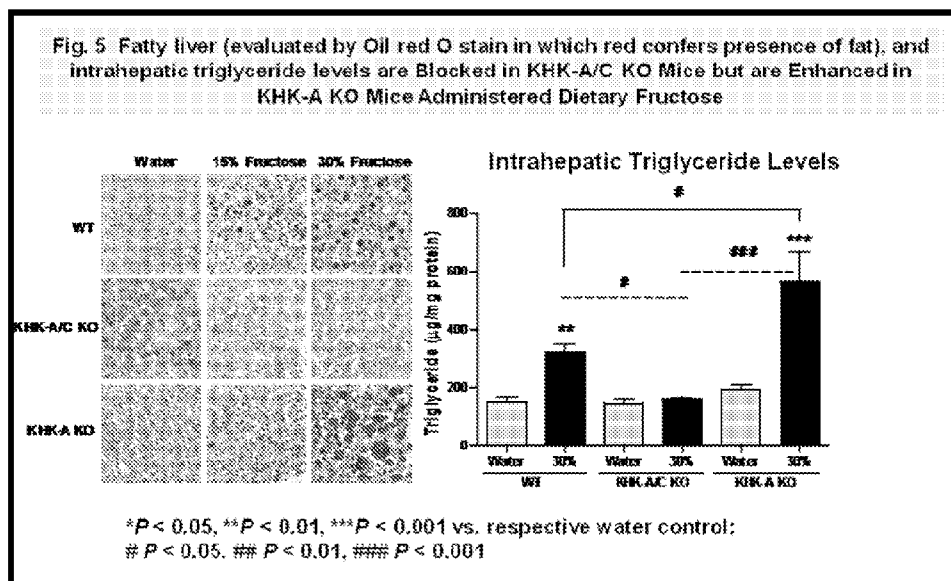 Fig. 5 Fatty liver (evaluated by Oil red O stain in which red confers presence of fat), and
intrahepatic triglyceride levels are Blocked in KHK-A/C KO Mice but are Enhanced in
KHK-A KO Mice Administered Dietary Fructose
Water 15% Fructose 30% Fructose
WT
KHK-A/C KO
KHK-A KO
Intrahepatic Triglyceride Levels
Triglyceride (µg/mg protein)
800
600
400
200
0
#
***
###
#
**
Water 30% Water 30% Water 30%
WT KHK-A/C KO KHK-A KO
*P < 0.05, **P < 0.01, ***P < 0.001 vs. respective water control;
# P < 0.05. ## P < 0.01, ### P < 0.001